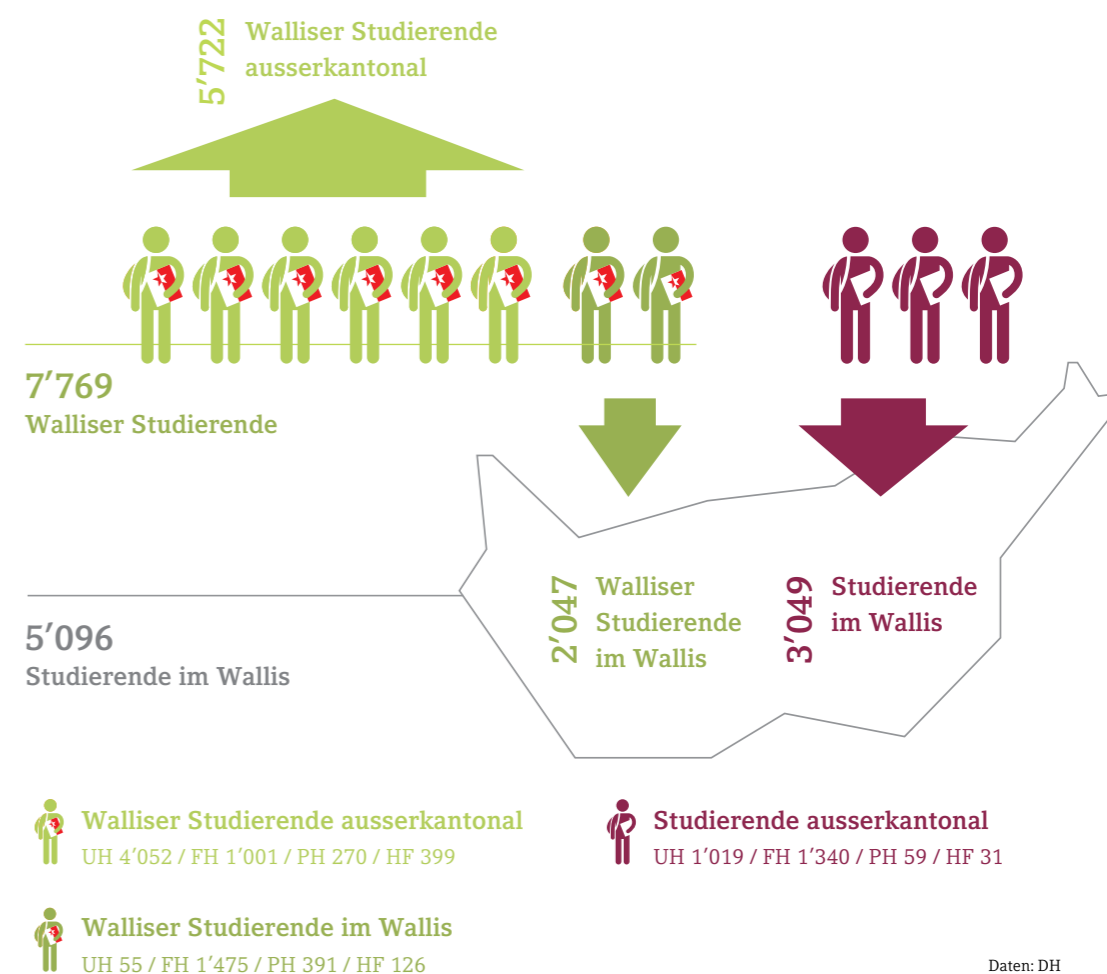 5’722
Walliser Studierende
ausserkantonal
7’769
Walliser Studierende
5’096
Studierende im Wallis
2’047
Walliser
Studierende
im Wallis
3’049
Studierende
im Wallis
Walliser Studierende ausserkantonal
UH 4’052 / FH 1’001 / PH 270 / HF 399
Studierende ausserkantonal
UH 1’019 / FH 1’340 / PH 59 / HF 31
Walliser Studierende im Wallis
UH 55 / FH 1’475 / PH 391 / HF 126
Daten: DH